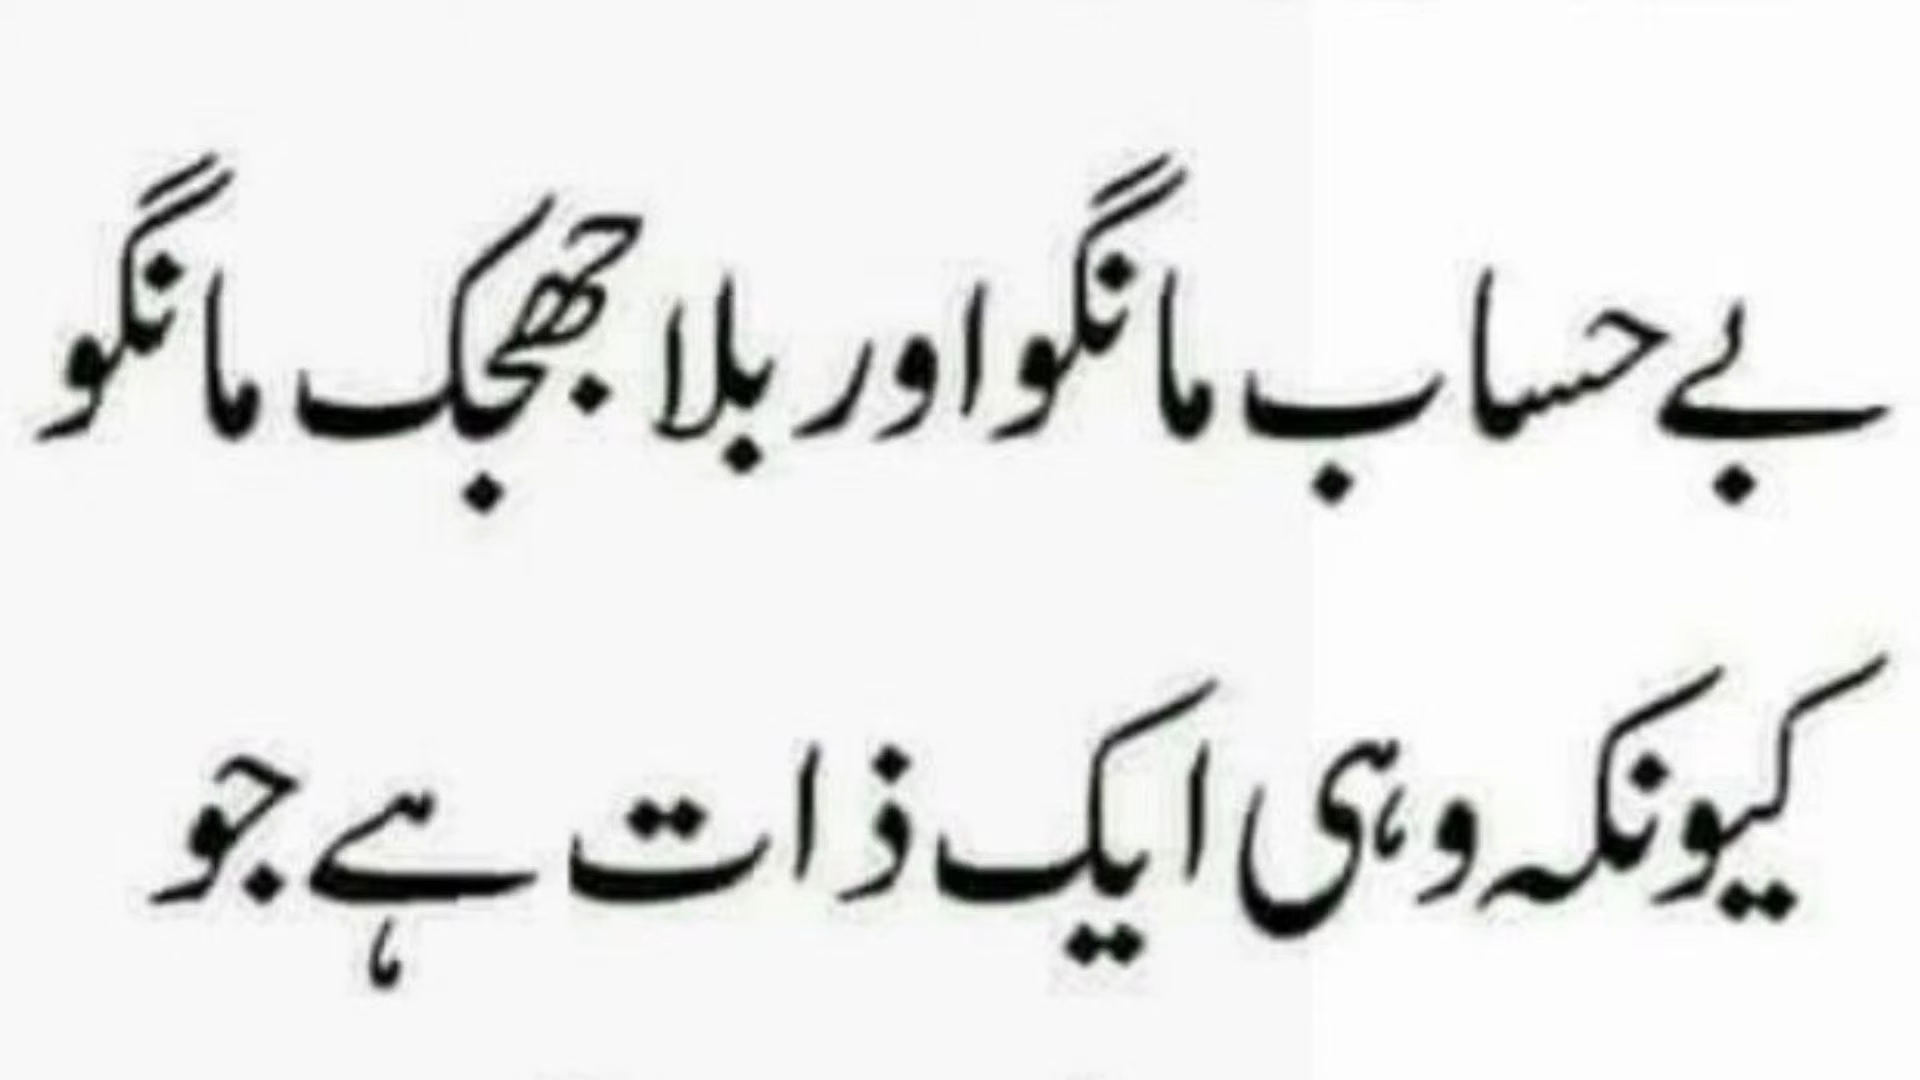 بے حساب مانگو اور بلا جھجک مانگو
کیونکہ وہی ایک ذات ہے جو